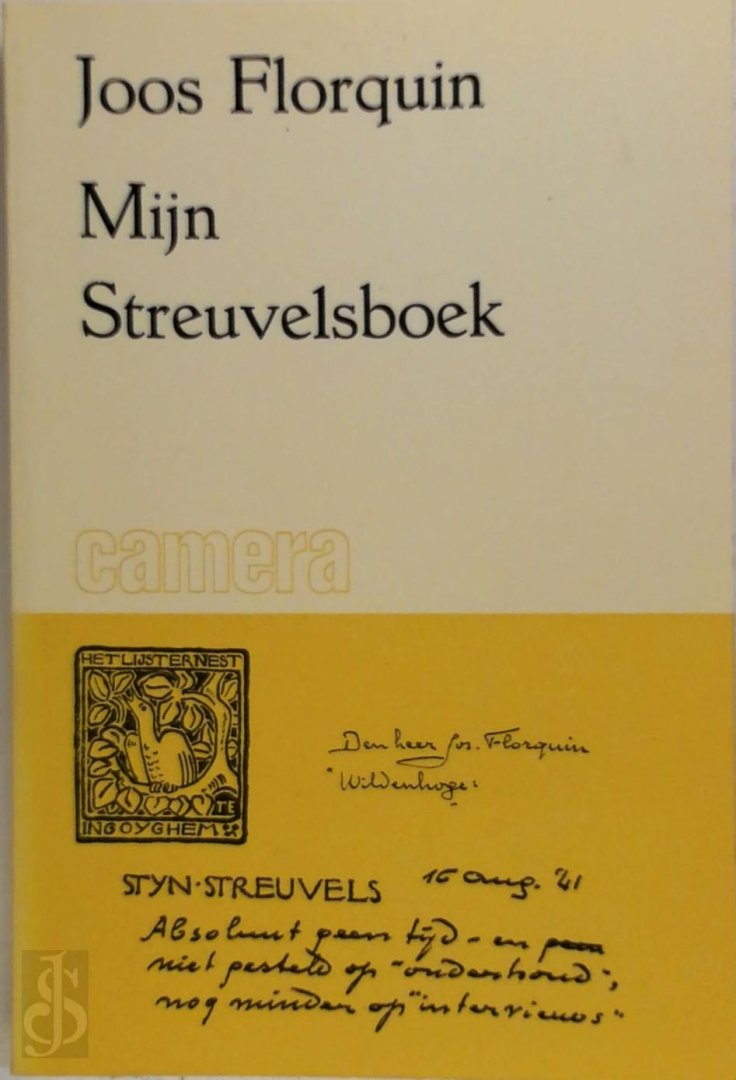 Joos Florquin
Mijn
Streuvelsboek
camera
HET LIJSTERNEST
TE
INGOYGHEM
Den heer Jos. Florquin
"Wildenhoge"
STYN·STREUVELS 16 aug. '41
Absoluut geen tijd - en geen
niet gesteld op "onderhoud",
nog minder op "interviews"